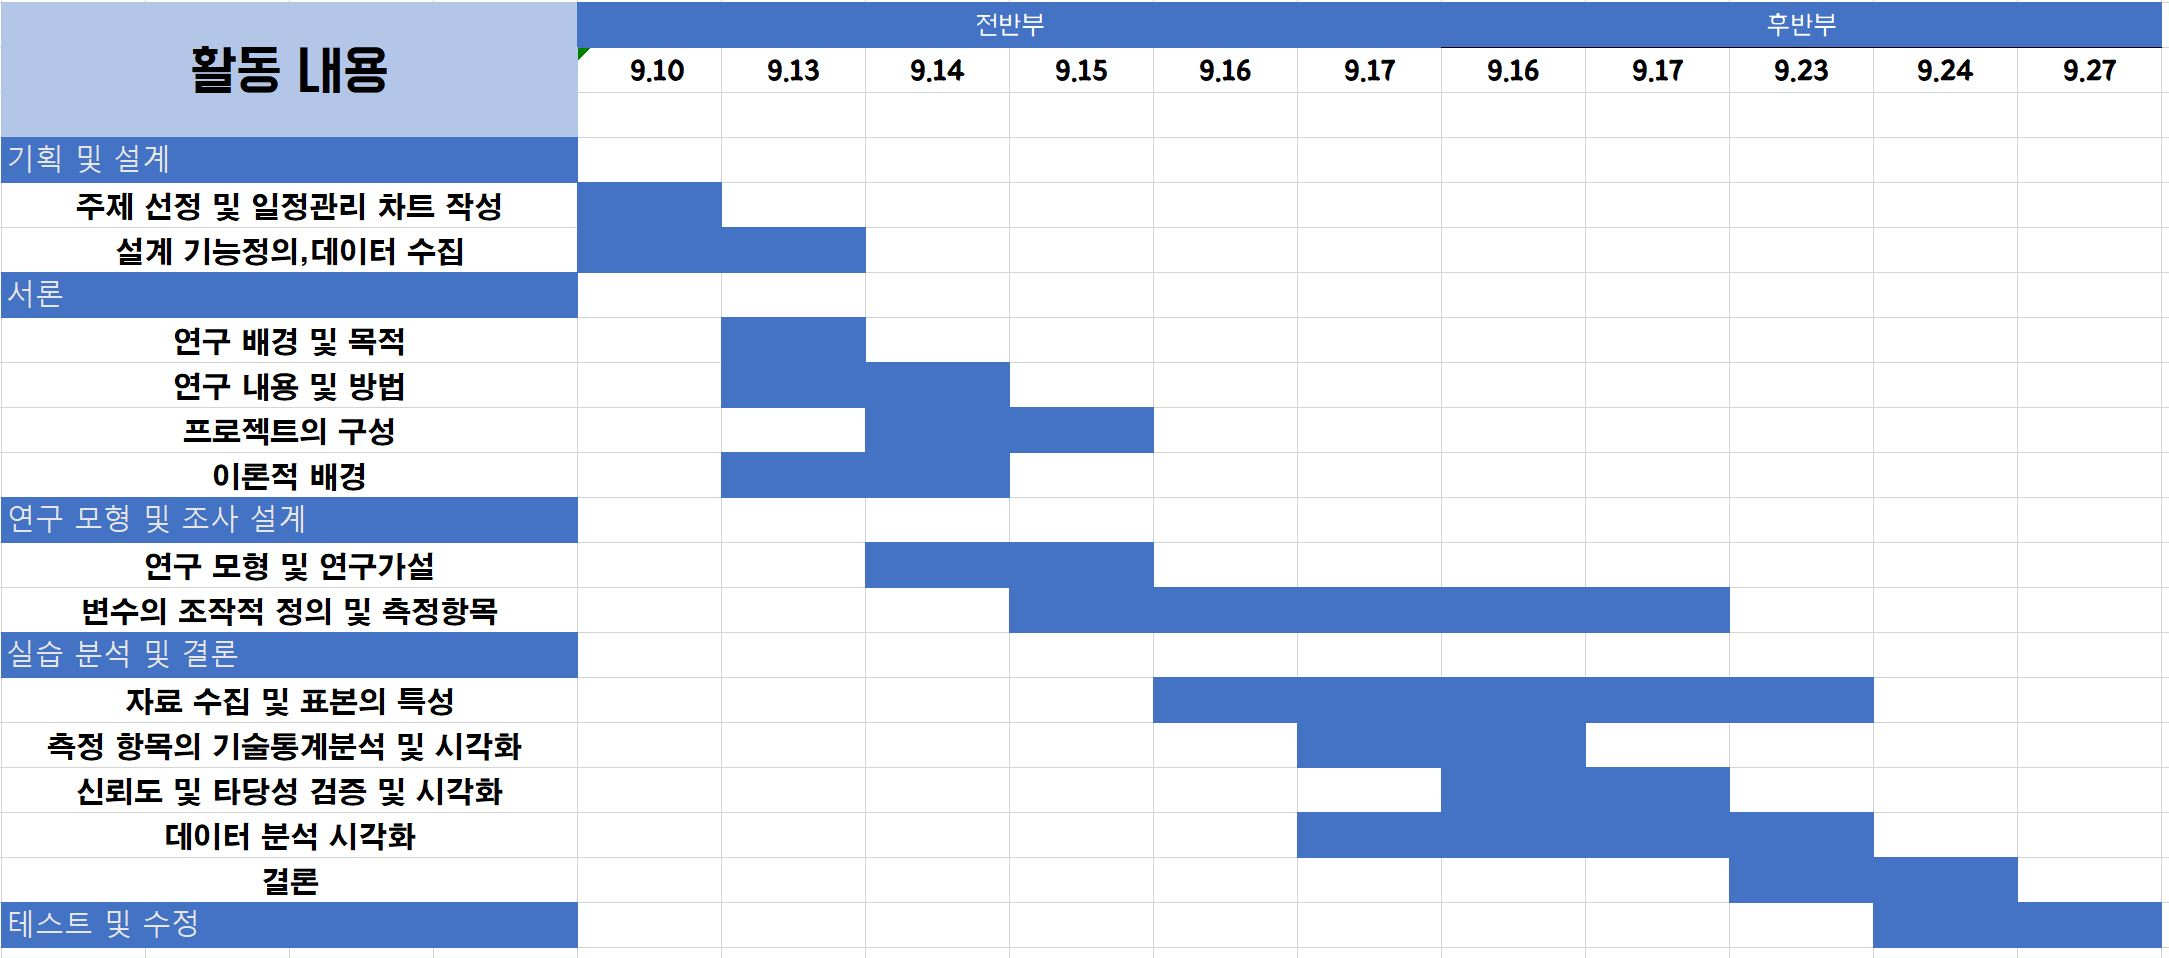 활동 내용
전반부 후반부
9.10 9.13 9.14 9.15 9.16 9.17 9.16 9.17 9.23 9.24 9.27
기획 및 설계
주제 선정 및 일정관리 차트 작성
설계 기능정의,데이터 수집
서론
연구 배경 및 목적
연구 내용 및 방법
프로젝트의 구성
이론적 배경
연구 모형 및 조사 설계
연구 모형 및 연구가설
변수의 조작적 정의 및 측정항목
실습 분석 및 결론
자료 수집 및 표본의 특성
측정 항목의 기술통계분석 및 시각화
신뢰도 및 타당성 검증 및 시각화
데이터 분석 시각화
결론
테스트 및 수정